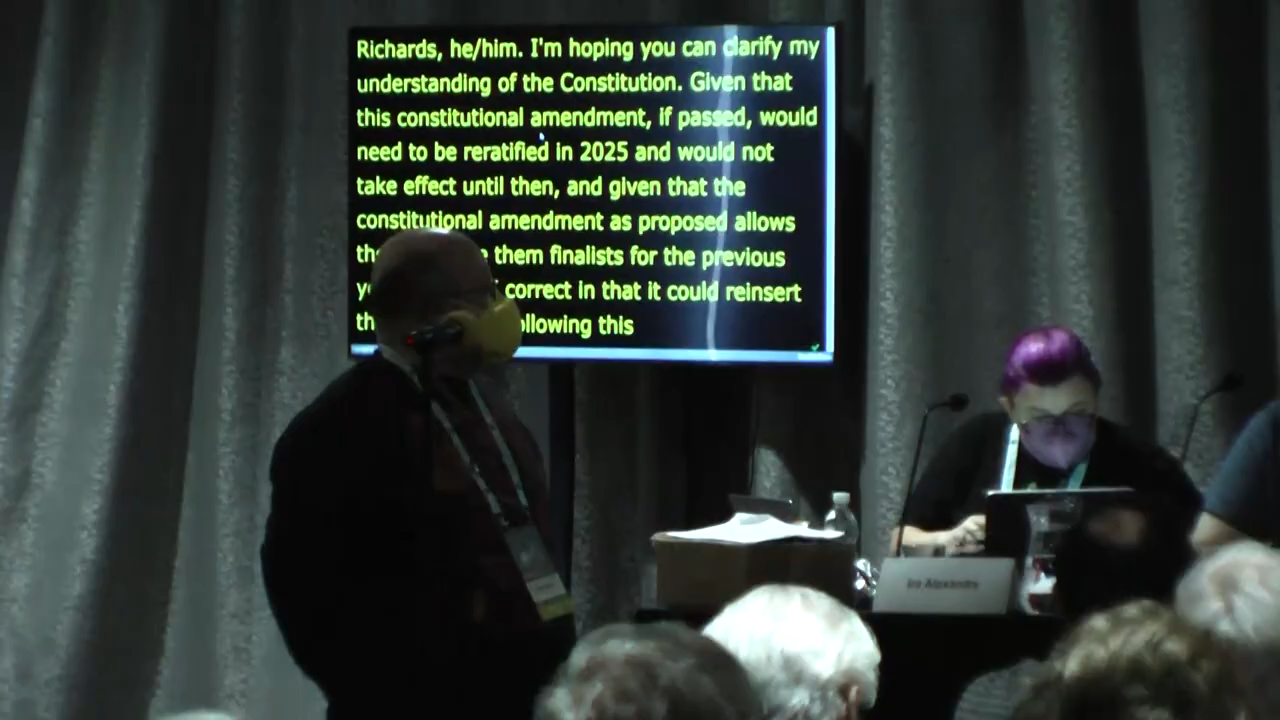 Richards, he/him. I'm hoping you can clarify my
understanding of the Constitution. Given that
this constitutional amendment, if passed, would
need to be reratified in 2025 and would not
take effect until then, and given that the
constitutional amendment as proposed allows
them finalists for the previous
correct in that it could reinsert
this